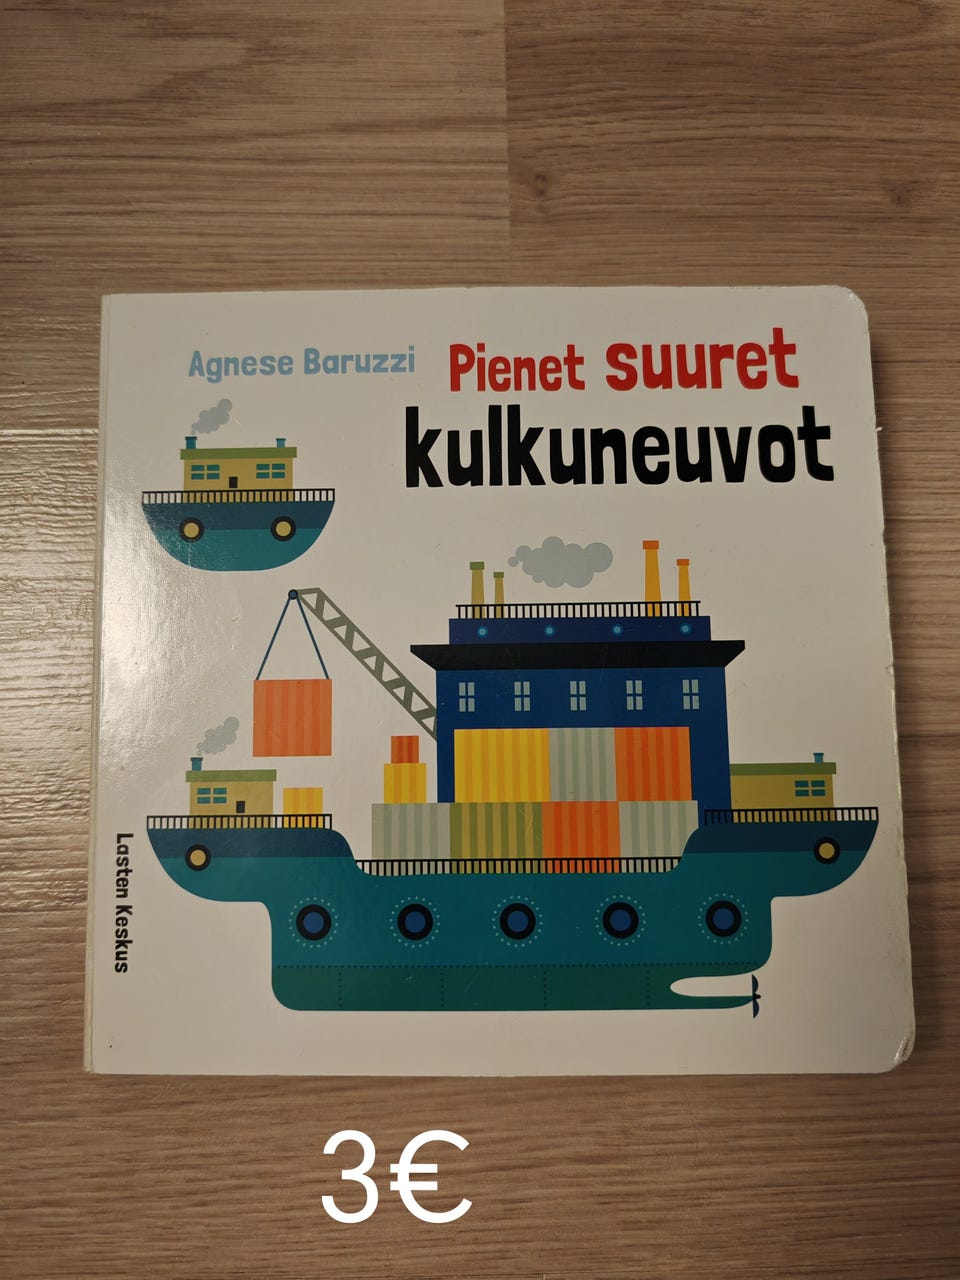 Agnese Baruzzi
Pienet suuret
kulkuneuvot
Lasten Keskus
3€